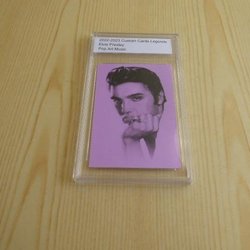 2022-2023 Custom Cards Legends
Elvis Presley
Pop Art Music